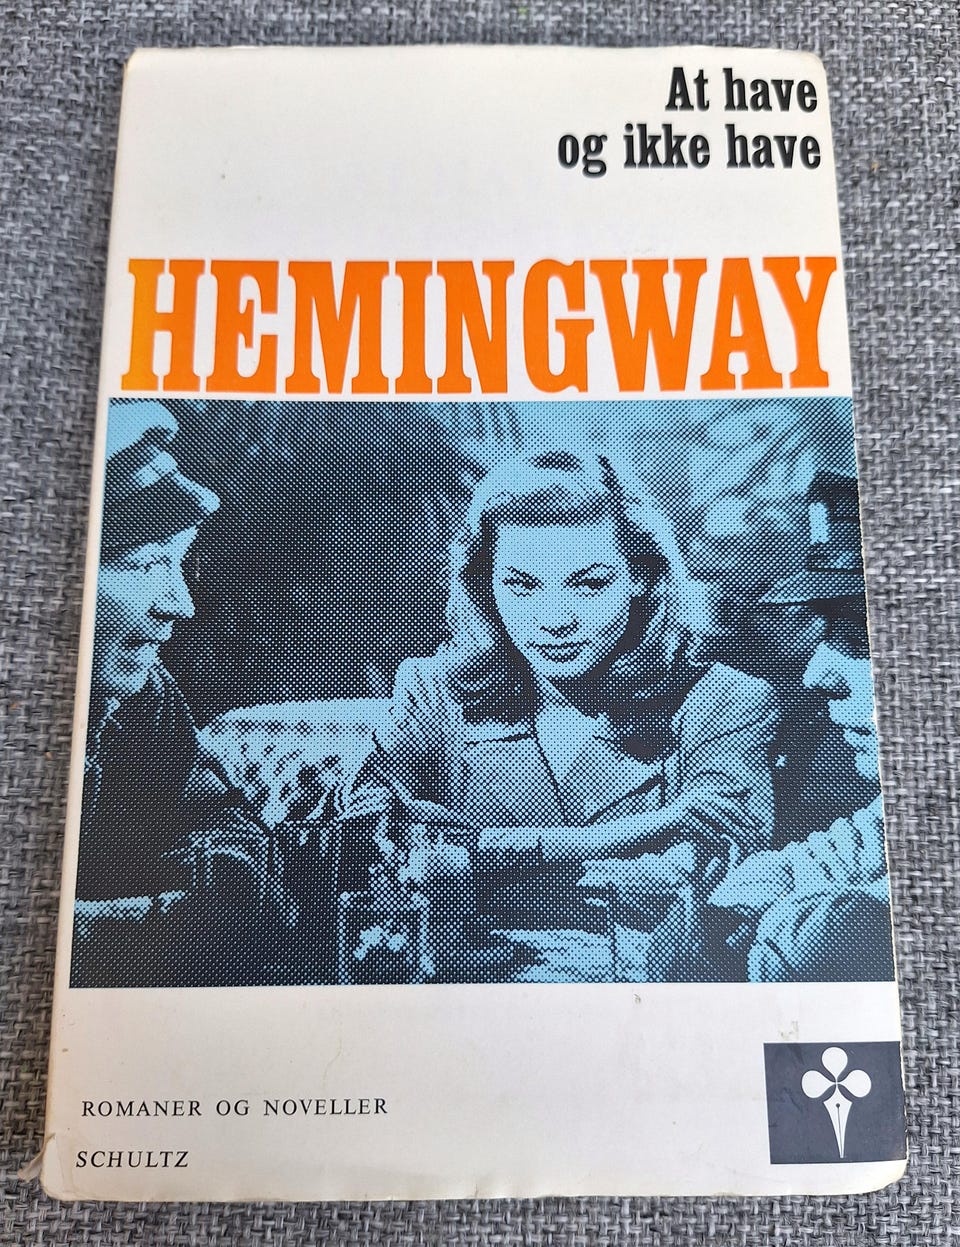 At have
og ikke have
HEMINGWAY
ROMANER OG NOVELLER
SCHULTZ